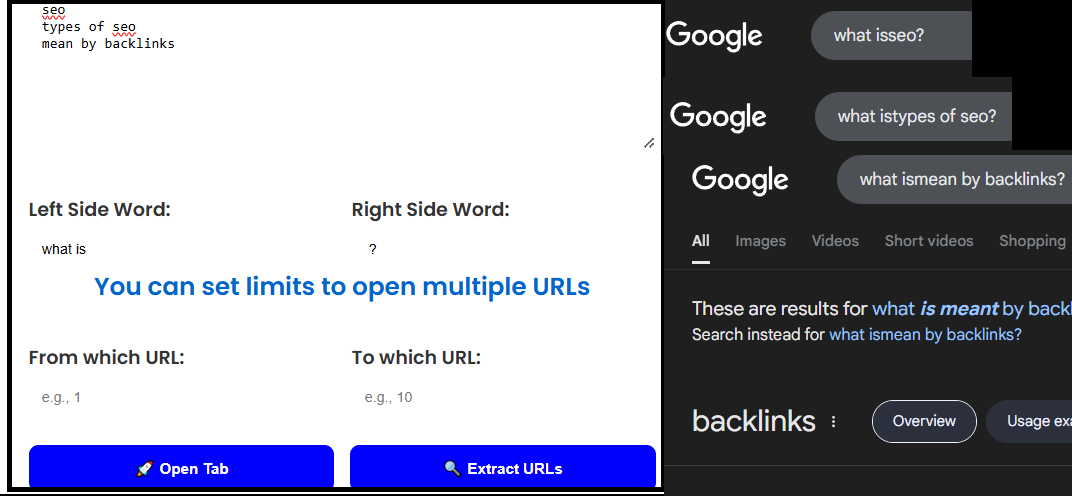 seo
types of seo
mean by backlinks
Left Side Word:
Right Side Word:
what is
?
You can set limits to open multiple URLs
From which URL:
To which URL:
e.g., 1
e.g., 10
🚀 Open Tab
🔍 Extract URLs
Google
what isseo?
Google
what istypes of seo?
Google
what ismean by backlinks?
All Images Videos Short videos Shopping
These are results for what is meant by backl
Search instead for what ismean by backlinks?
backlinks
Overview
Usage exa